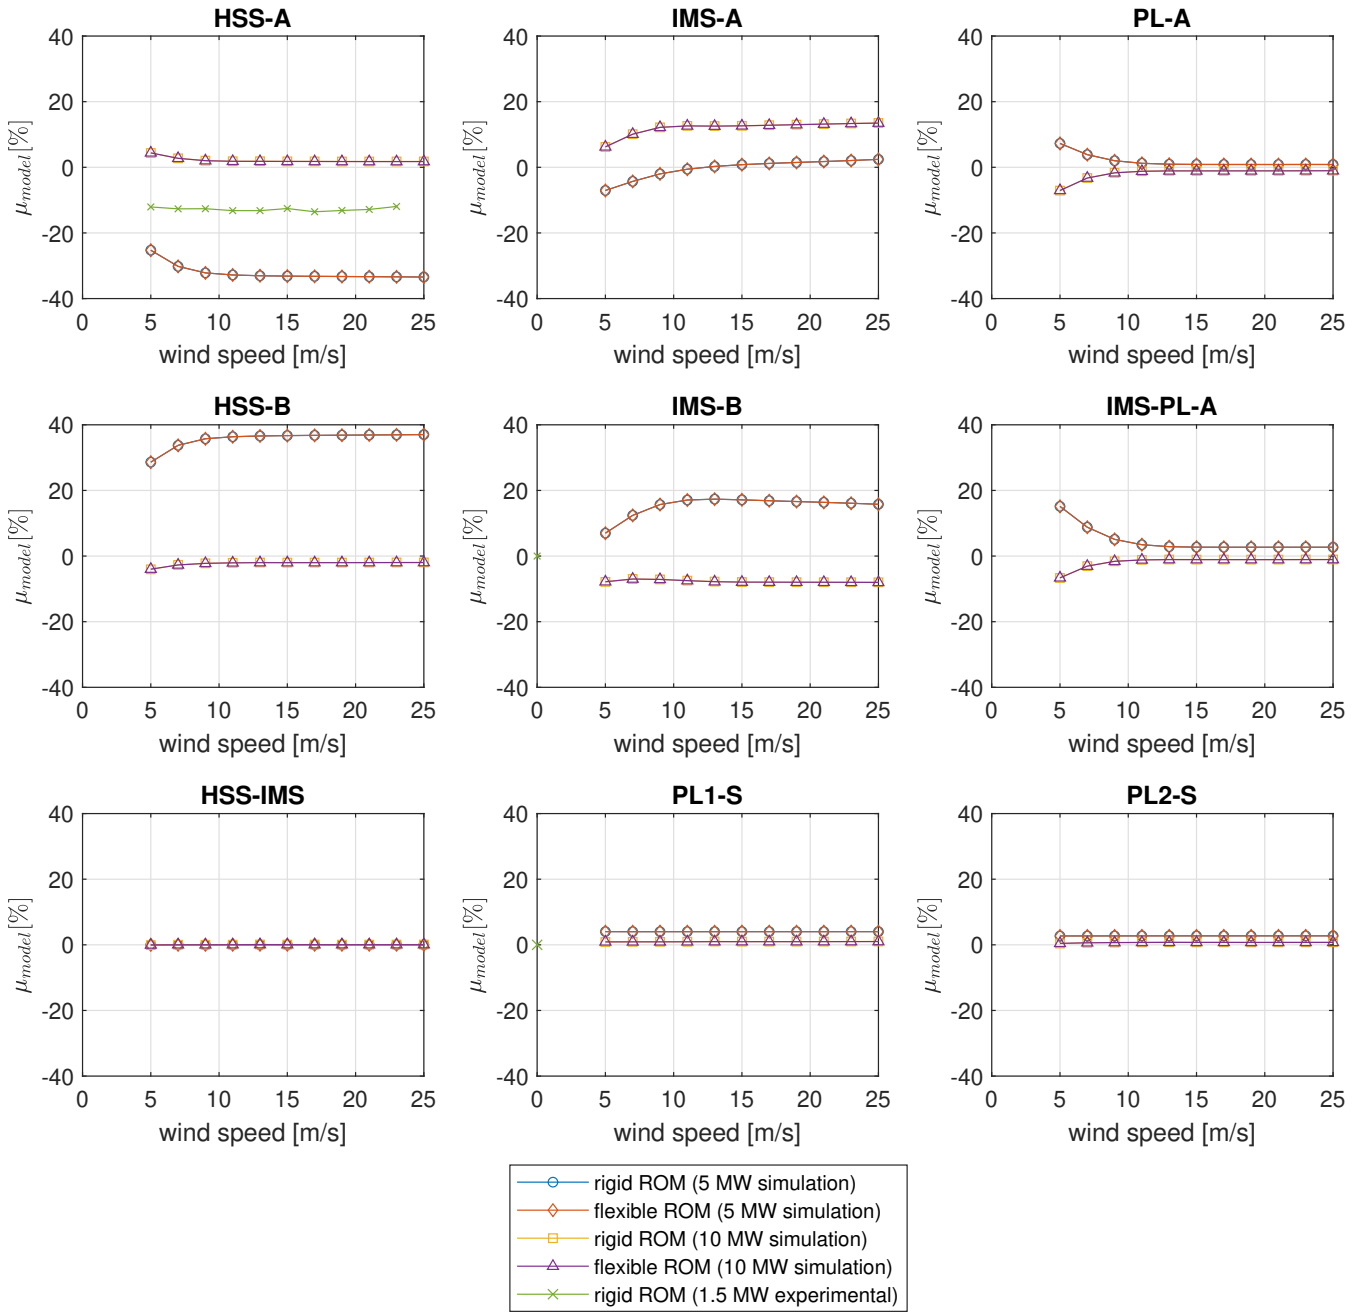 HSS-A
IMS-A
PL-A
40
20
0
-20
-40
μmodel[%]
0 5 10 15 20 25
wind speed [m/s]
40
20
0
-20
-40
μmodel[%]
0 5 10 15 20 25
wind speed [m/s]
40
20
0
-20
-40
μmodel[%]
0 5 10 15 20 25
wind speed [m/s]
HSS-B
IMS-B
IMS-PL-A
40
20
0
-20
-40
μmodel[%]
0 5 10 15 20 25
wind speed [m/s]
40
20
0
-20
-40
μmodel[%]
0 5 10 15 20 25
wind speed [m/s]
40
20
0
-20
-40
μmodel[%]
0 5 10 15 20 25
wind speed [m/s]
HSS-IMS
PL1-S
PL2-S
40
20
0
-20
-40
μmodel[%]
0 5 10 15 20 25
wind speed [m/s]
40
20
0
-20
-40
μmodel[%]
0 5 10 15 20 25
wind speed [m/s]
40
20
0
-20
-40
μmodel[%]
0 5 10 15 20 25
wind speed [m/s]
rigid ROM (5 MW simulation)
flexible ROM (5 MW simulation)
rigid ROM (10 MW simulation)
flexible ROM (10 MW simulation)
rigid ROM (1.5 MW experimental)